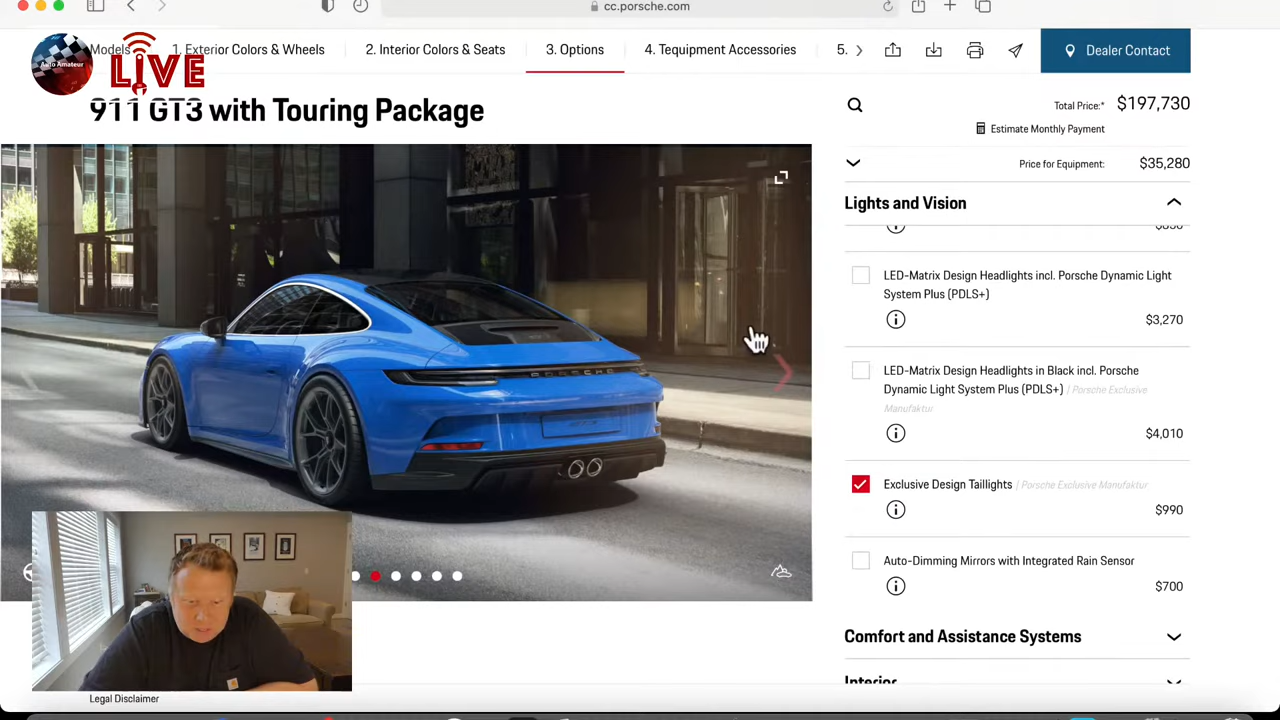 cc.porsche.com
Auto Amateur
LIVE
Models
1. Exterior Colors & Wheels
2. Interior Colors & Seats
3. Options
4. Tequipment Accessories
5.
Dealer Contact
911 GT3 with Touring Package
Total Price:* $197,730
Estimate Monthly Payment
Price for Equipment: $35,280
Lights and Vision
LED-Matrix Design Headlights incl. Porsche Dynamic Light
System Plus (PDLS+)
$3,270
LED-Matrix Design Headlights in Black incl. Porsche
Dynamic Light System Plus (PDLS+) | Porsche Exclusive
Manufaktur
$4,010
Exclusive Design Taillights | Porsche Exclusive Manufaktur
$990
Auto-Dimming Mirrors with Integrated Rain Sensor
$700
Comfort and Assistance Systems
Interior
PORSCHE
Legal Disclaimer